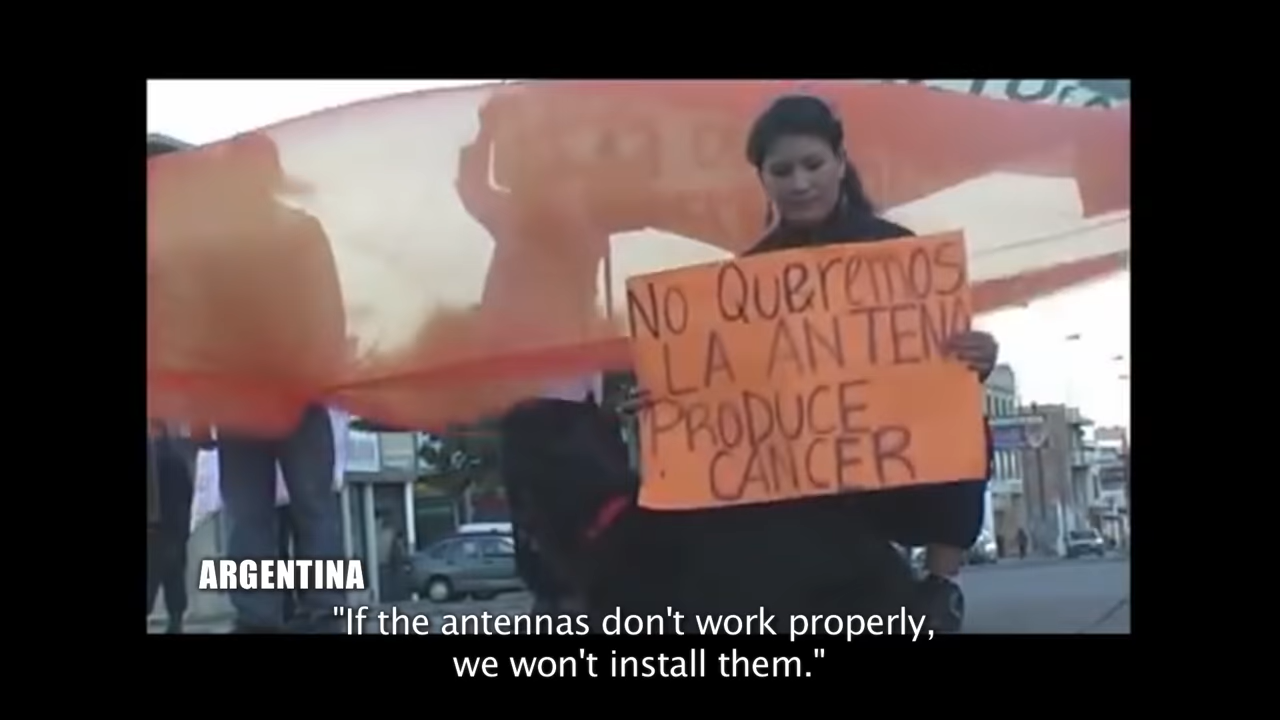 NO Queremos
LA ANTENA
PRODUCE
CANCER
ARGENTINA
"If the antennas don't work properly,
we won't install them."